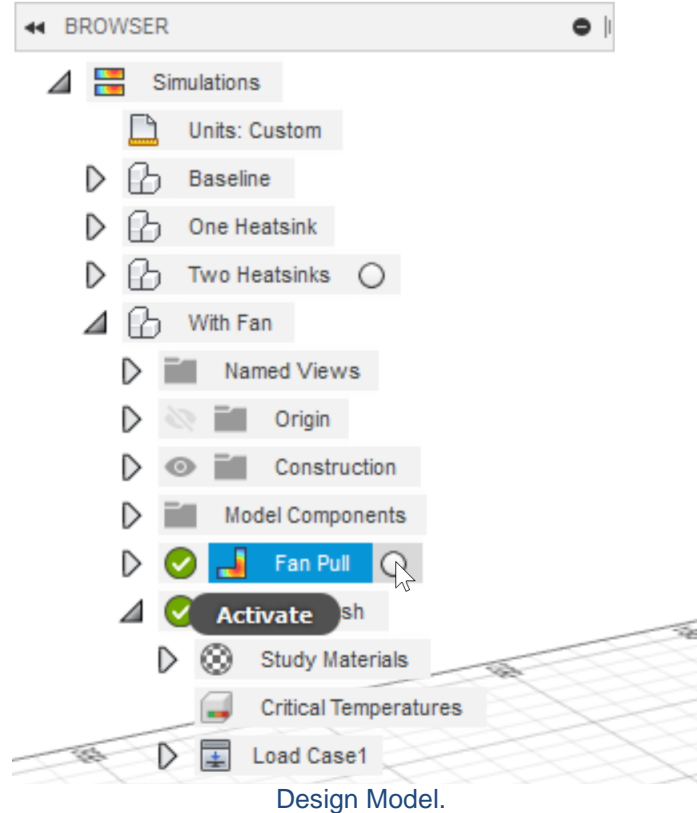 BROWSER
Simulations
Units: Custom
Baseline
One Heatsink
Two Heatsinks
With Fan
Named Views
Origin
Construction
Model Components
Fan Pull
Activate sh
Study Materials
Critical Temperatures
Load Case1
Design Model.